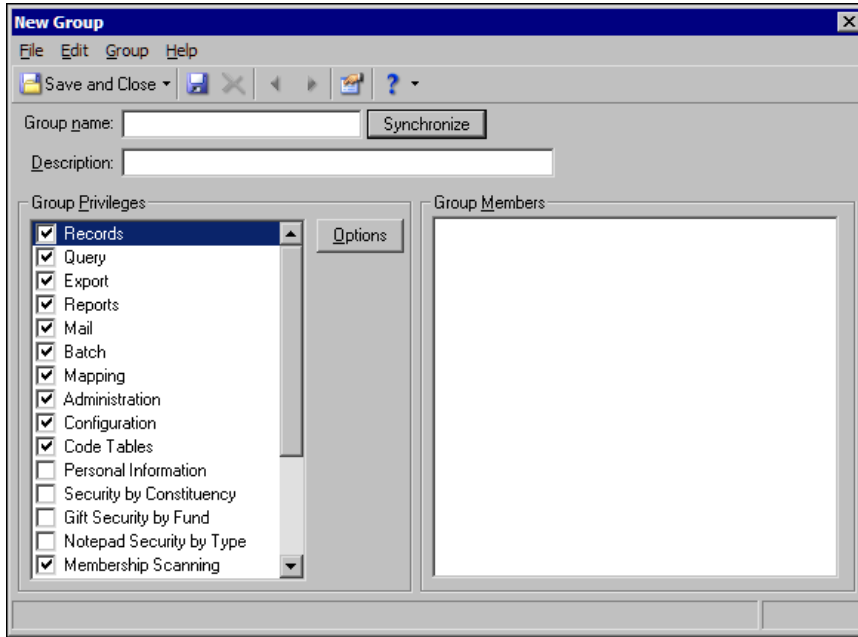 New Group
File Edit Group Help
Save and Close ?
Group name: Synchronize
Description:
Group Privileges
Records
Query
Export
Reports
Mail
Batch
Mapping
Administration
Configuration
Code Tables
Personal Information
Security by Constituency
Gift Security by Fund
Notepad Security by Type
Membership Scanning
Options
Group Members